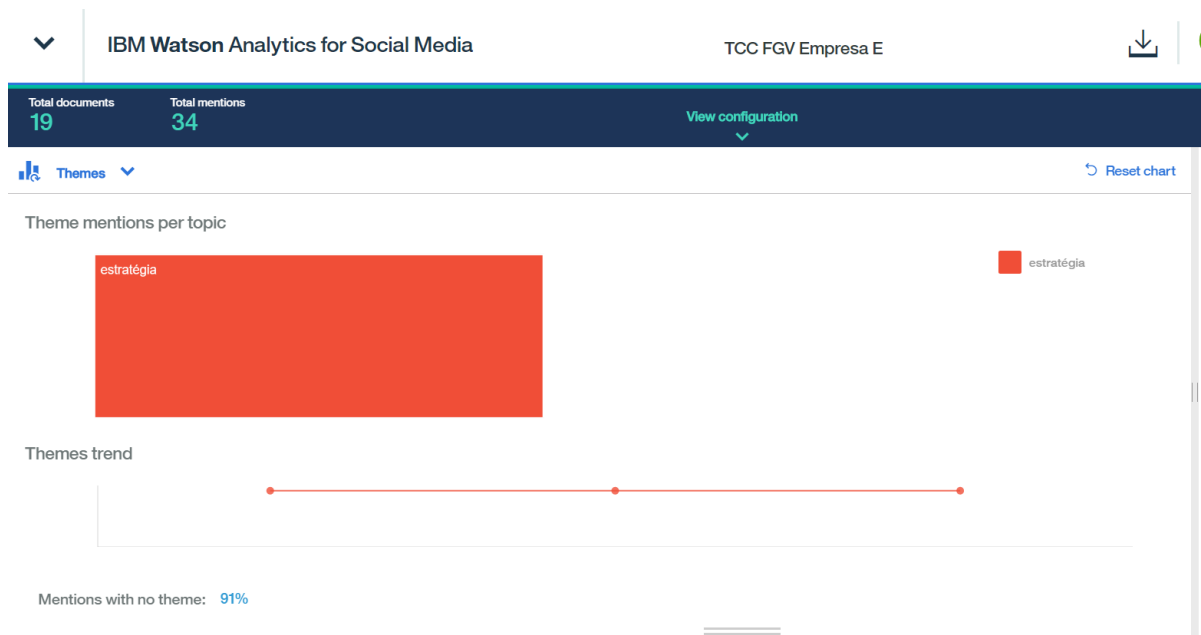 IBM Watson Analytics for Social Media
TCC FGV Empresa E
Total documents
19
Total mentions
34
View configuration
Themes
Reset chart
Theme mentions per topic
estratégia
estratégia
Themes trend
Mentions with no theme: 91%